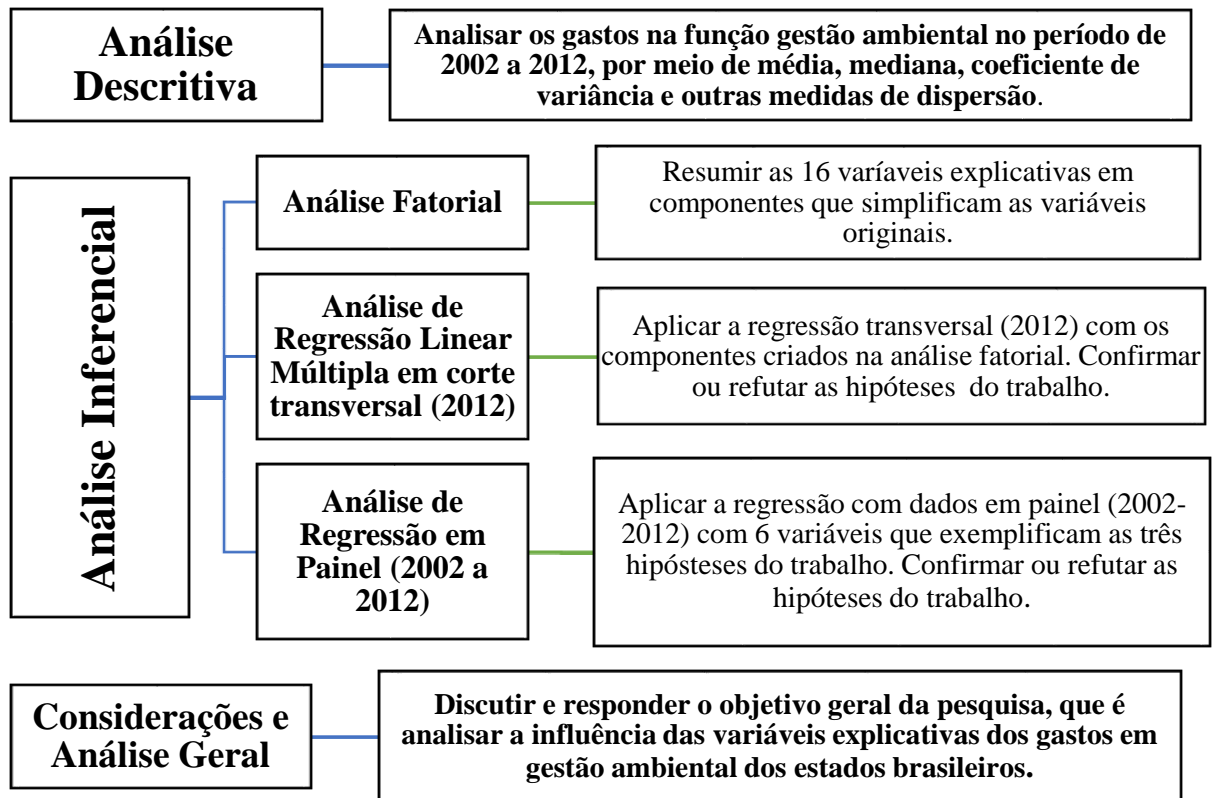 Análise
Descritiva
Analisar os gastos na função gestão ambiental no período de
2002 a 2012, por meio de média, mediana, coeficiente de
variância e outras medidas de dispersão.
Análise Inferencial
Análise Fatorial
Resumir as 16 varíaveis explicativas em
componentes que simplificam as variáveis
originais.
Análise de
Regressão Linear
Múltipla em corte
transversal (2012)
Aplicar a regressão transversal (2012) com os
componentes criados na análise fatorial. Confirmar
ou refutar as hipóteses do trabalho.
Análise de
Regressão em
Painel (2002 a
2012)
Aplicar a regressão com dados em painel (2002-
2012) com 6 variáveis que exemplificam as três
hipósteses do trabalho. Confirmar ou refutar as
hipóteses do trabalho.
Considerações e
Análise Geral
Discutir e responder o objetivo geral da pesquisa, que é
analisar a influência das variáveis explicativas dos gastos em
gestão ambiental dos estados brasileiros.